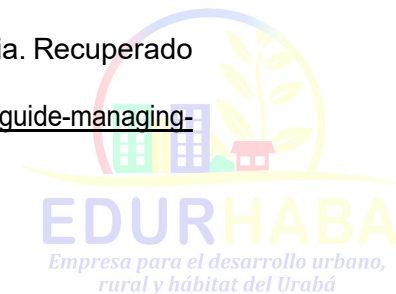 ia. Recuperado
guide-managing-
EDURHABA
Empresa para el desarrollo urbano,
rural y hábitat del Urabá